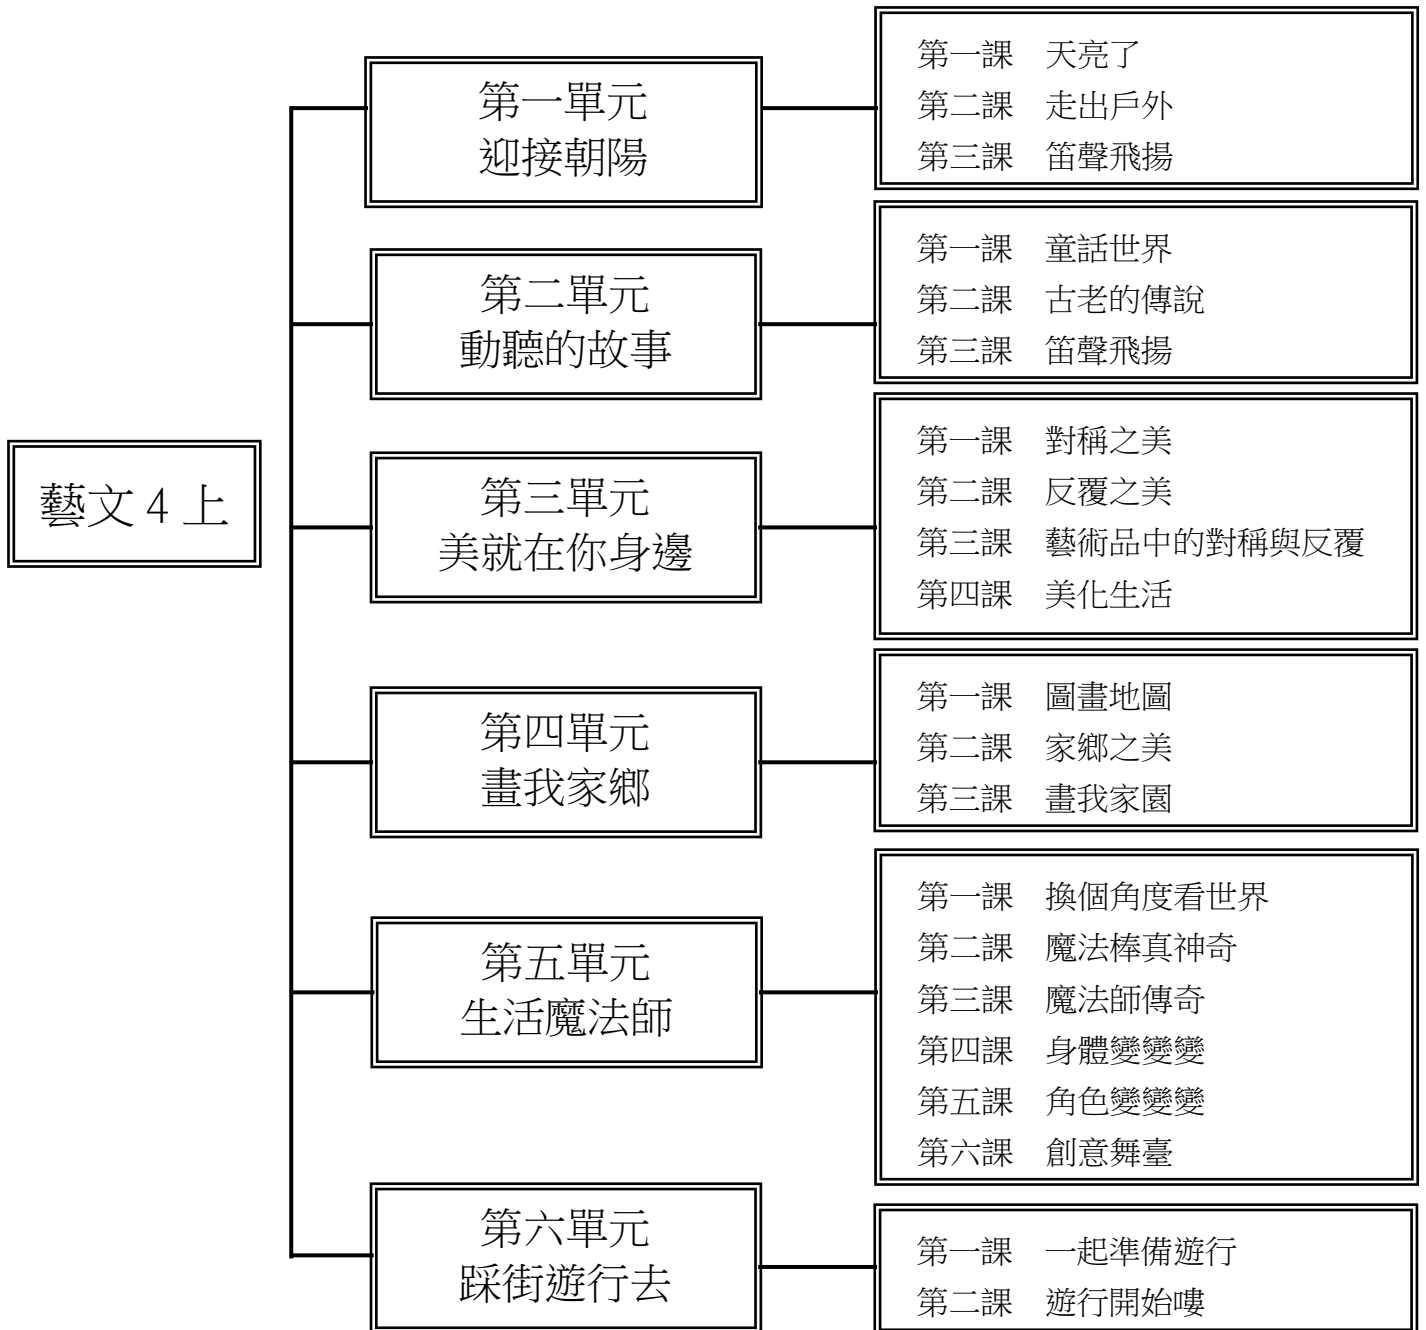 藝文4上
第一單元
迎接朝陽
第一課 天亮了
第二課 走出戶外
第三課 笛聲飛揚
第二單元
動聽的故事
第一課 童話世界
第二課 古老的傳說
第三課 笛聲飛揚
第三單元
美就在你身邊
第一課 對稱之美
第二課 反覆之美
第三課 藝術品中的對稱與反覆
第四課 美化生活
第四單元
畫我家鄉
第一課 圖畫地圖
第二課 家鄉之美
第三課 畫我家園
第五單元
生活魔法師
第一課 換個角度看世界
第二課 魔法棒真神奇
第三課 魔法師傳奇
第四課 身體變變變
第五課 角色變變變
第六課 創意舞臺
第六單元
踩街遊行去
第一課 一起準備遊行
第二課 遊行開始嘍